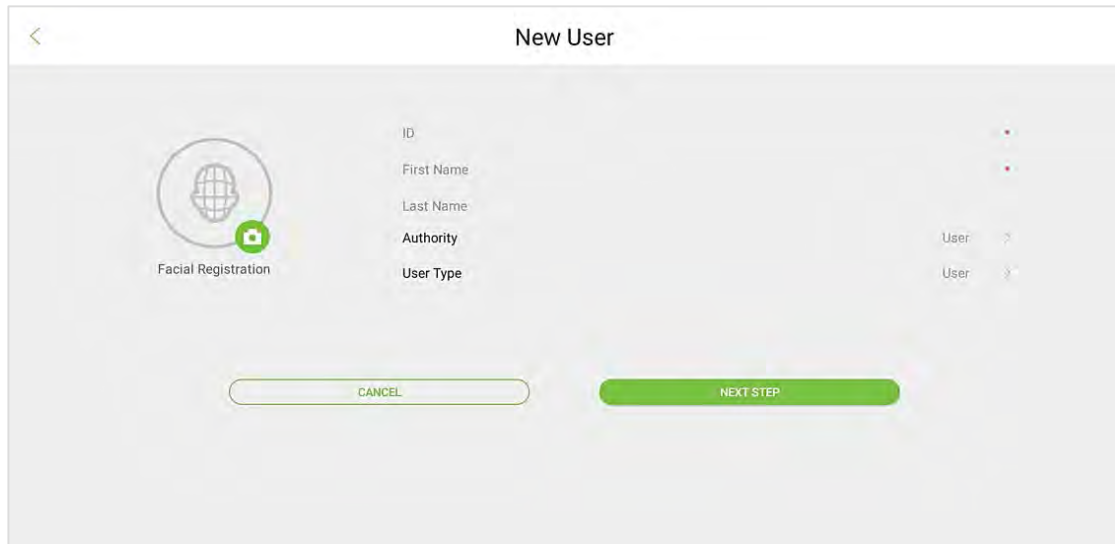 New User
ID *
First Name *
Last Name
Authority User >
User Type User >
Facial Registration
CANCEL
NEXT STEP